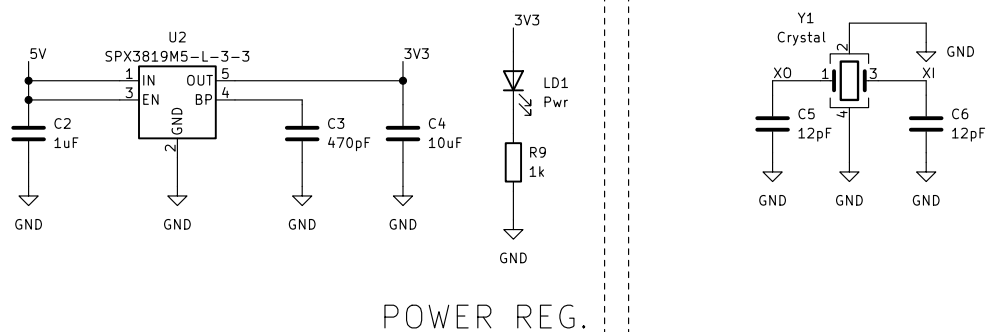 5V
U2
SPX3819M5-L-3-3
1 IN OUT 5
3 EN BP 4
GND
2
3V3
C2
1uF
C3
470pF
C4
10uF
GND
GND
GND
GND
3V3
LD1
Pwr
R9
1k
GND
POWER REG.
Y1
Crystal
2
GND
XO 1 3 XI
4
C5
12pF
C6
12pF
GND
GND
GND